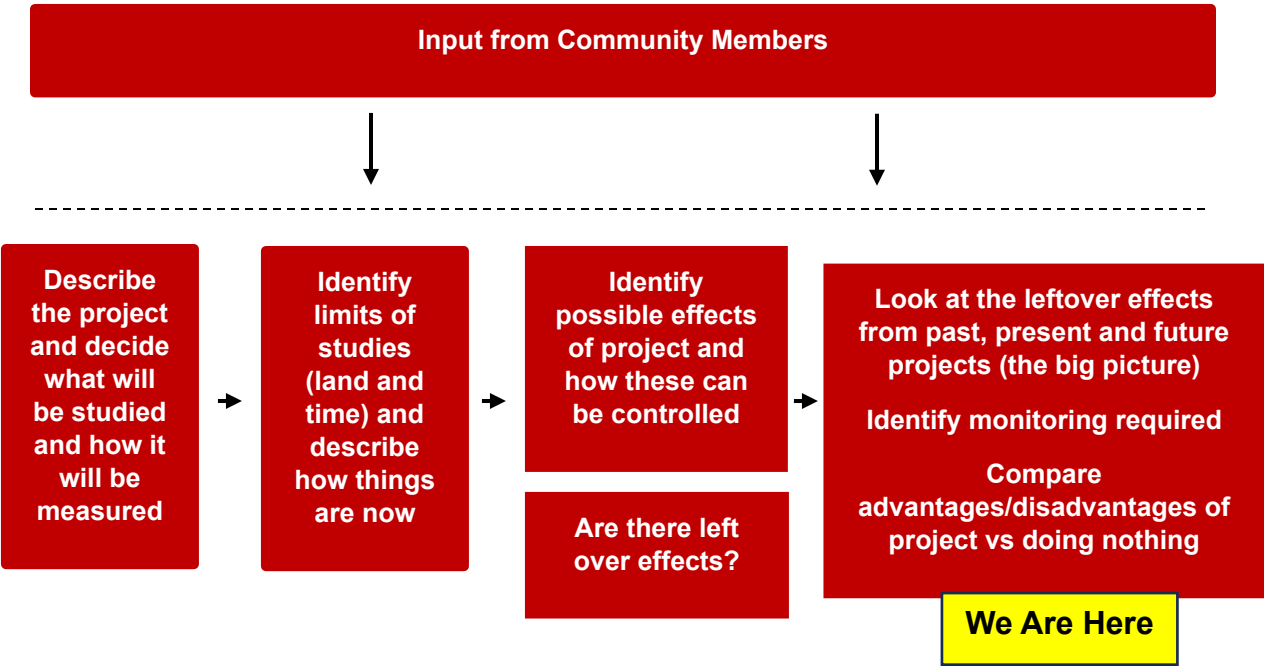 Input from Community Members
Describe
the project
and decide
what will
be studied
and how it
will be
measured
Identify
limits of
studies
(land and
time) and
describe
how things
are now
Identify
possible effects
of project and
how these can
be controlled
Are there left
over effects?
Look at the leftover effects
from past, present and future
projects (the big picture)
Identify monitoring required
Compare
advantages/disadvantages of
project vs doing nothing
We Are Here